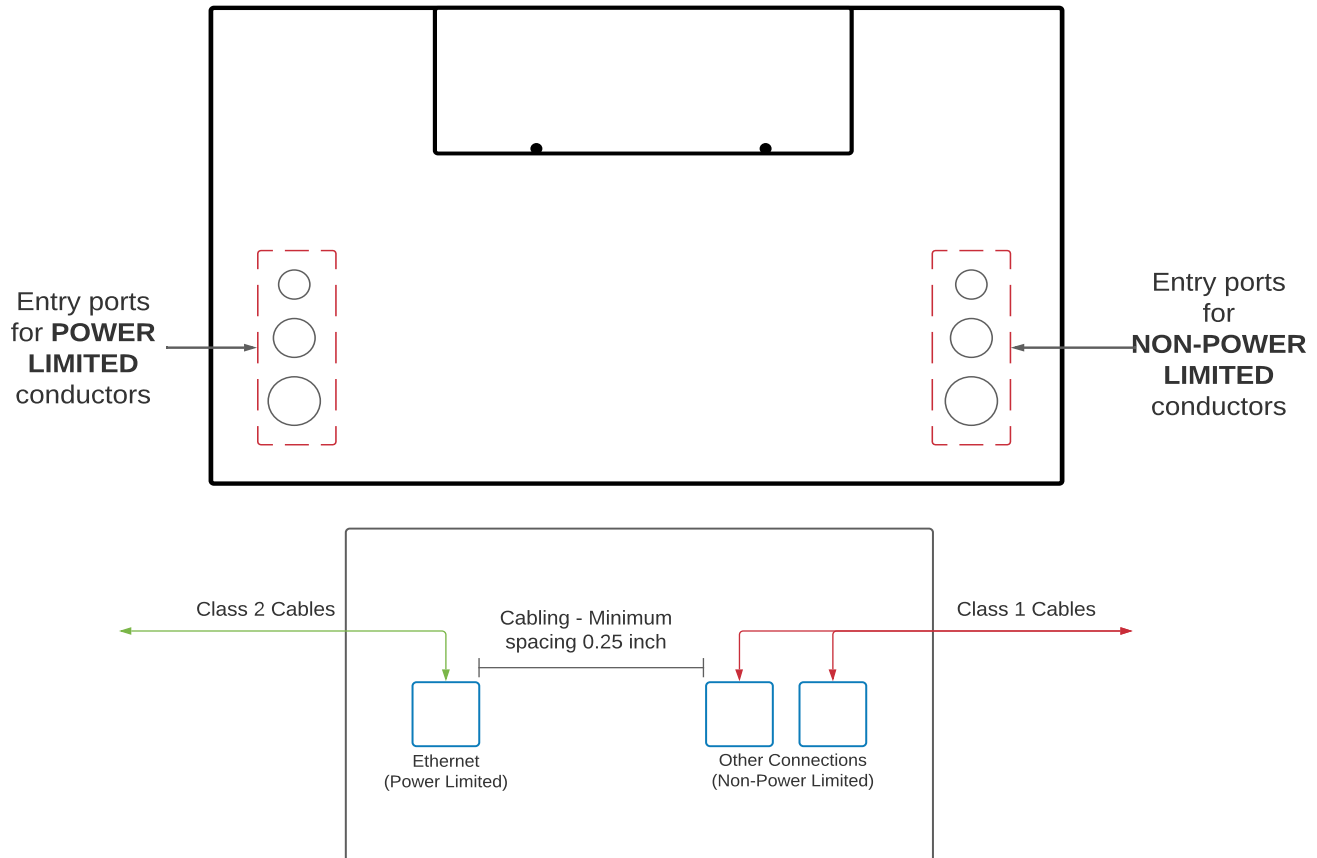 Entry ports
for POWER
LIMITED
conductors
Entry ports
for
NON-POWER
LIMITED
conductors
Class 2 Cables
Cabling - Minimum
spacing 0.25 inch
Class 1 Cables
Ethernet
(Power Limited)
Other Connections
(Non-Power Limited)